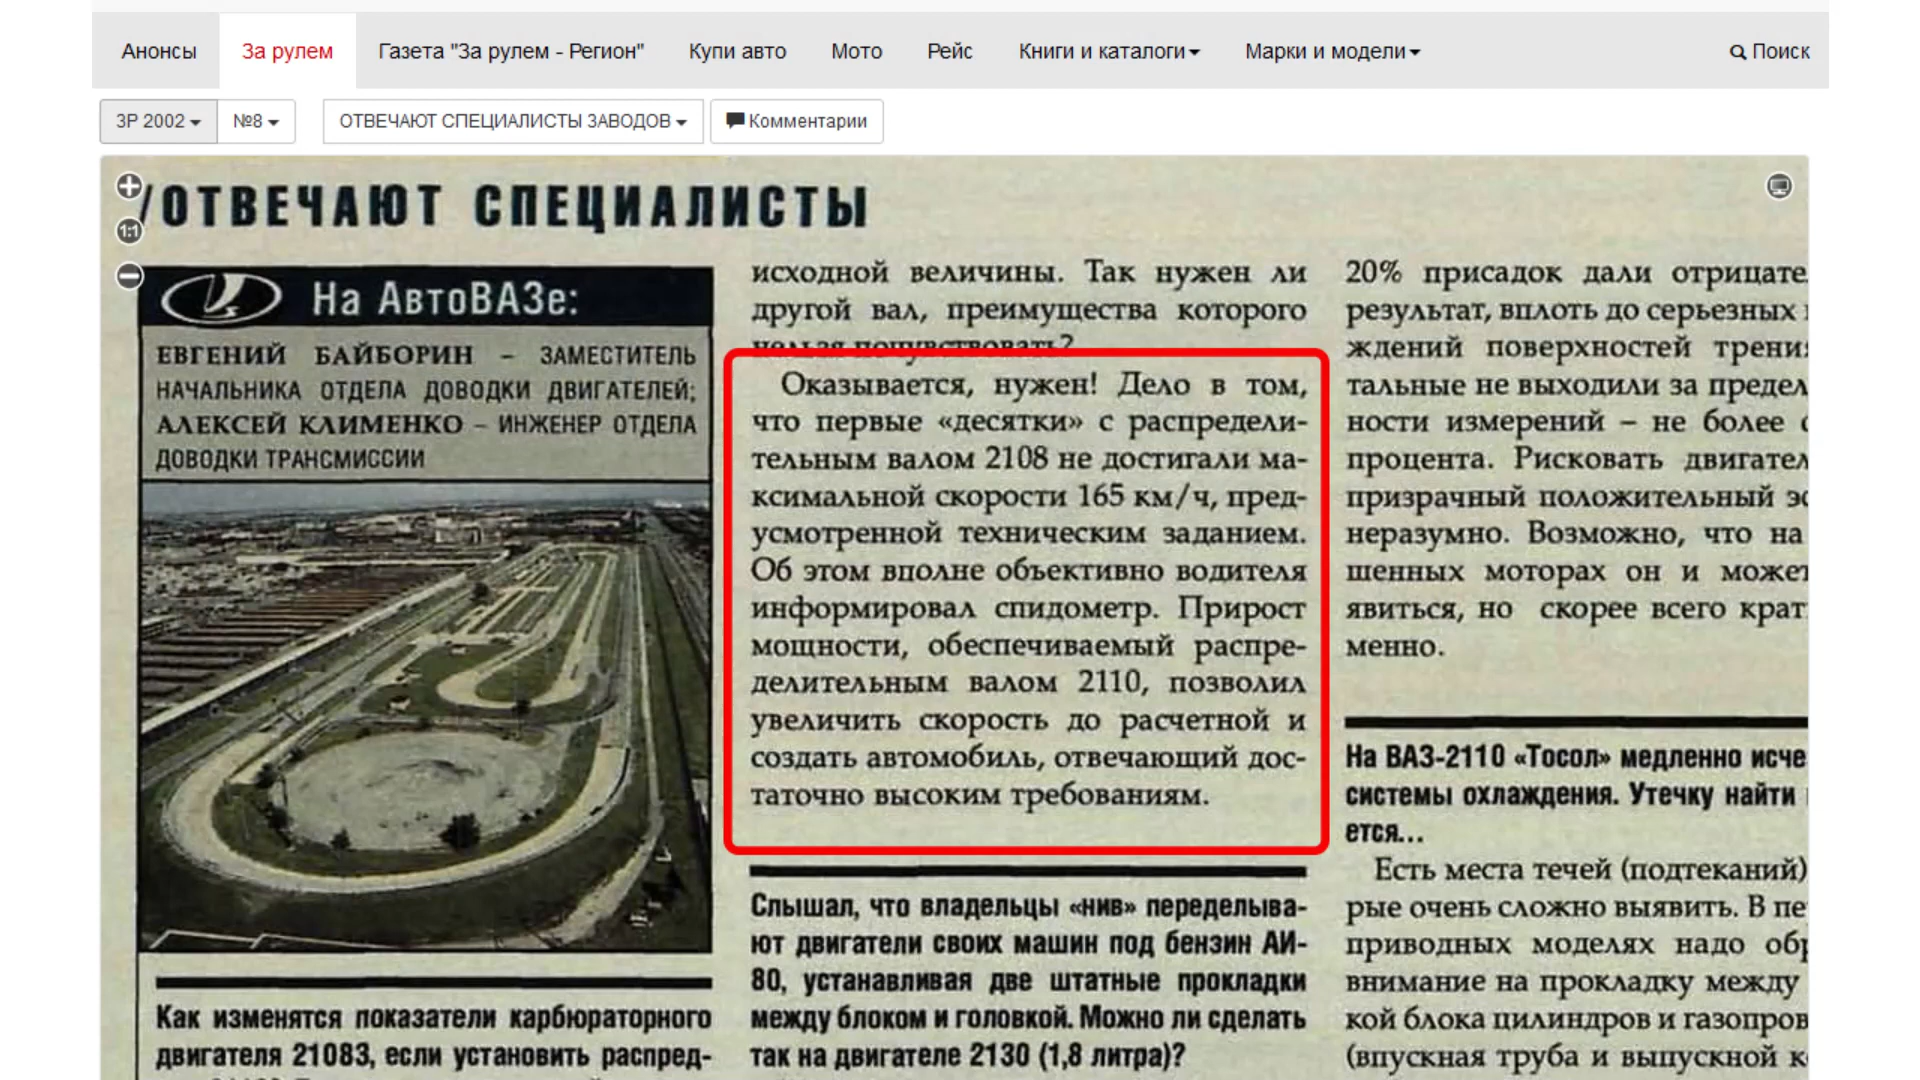 Анонсы
За рулем
Газета "За рулем - Регион"
Купи авто
Мото
Рейс
Книги и каталоги
Марки и модели
Поиск
ЗР 2002
№8
ОТВЕЧАЮТ СПЕЦИАЛИСТЫ ЗАВОДОВ
Комментарии
/ОТВЕЧАЮТ СПЕЦИАЛИСТЫ
1:1
На АвтоВАЗе:
ЕВГЕНИЙ БАЙБОРИН – ЗАМЕСТИТЕЛЬ
НАЧАЛЬНИКА ОТДЕЛА ДОВОДКИ ДВИГАТЕЛЕЙ;
АЛЕКСЕЙ КЛИМЕНКО – ИНЖЕНЕР ОТДЕЛА
ДОВОДКИ ТРАНСМИССИИ
Как изменятся показатели карбюраторного
двигателя 21083, если установить распред-
исходной величины. Так нужен ли
другой вал, преимущества которого
нельзя почувствовать?
Оказывается, нужен! Дело в том,
что первые «десятки» с распредели-
тельным валом 2108 не достигали ма-
ксимальной скорости 165 км/ч, пред-
усмотренной техническим заданием.
Об этом вполне объективно водителя
информировал спидометр. Прирост
мощности, обеспечиваемый распре-
делительным валом 2110, позволил
увеличить скорость до расчетной и
создать автомобиль, отвечающий дос-
таточно высоким требованиям.
Слышал, что владельцы «нив» переделыва-
ют двигатели своих машин под бензин АИ-
80, устанавливая две штатные прокладки
между блоком и головкой. Можно ли сделать
так на двигателе 2130 (1,8 литра)?
20% присадок дали отрицате
результат, вплоть до серьезных
ждений поверхностей трени
тальные не выходили за предел
ности измерений – не более
процента. Рисковать двигател
призрачный положительный э
неразумно. Возможно, что на
шенных моторах он и может
явиться, но скорее всего крат
менно.
На ВАЗ-2110 «Тосол» медленно исче
системы охлаждения. Утечку найти
ется...
Есть места течей (подтеканий)
рые очень сложно выявить. В пе
приводных моделях надо обр
внимание на прокладку между
кой блока цилиндров и газопров
(впускная труба и выпускной к